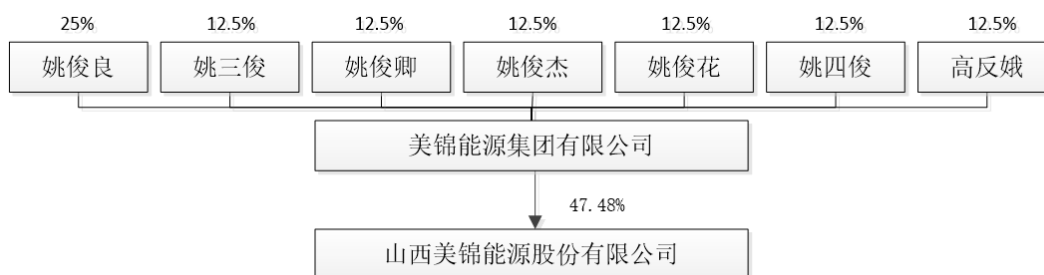 25% 12.5% 12.5% 12.5% 12.5% 12.5% 12.5%
姚俊良 姚三俊 姚俊卿 姚俊杰 姚俊花 姚四俊 高反娥
美锦能源集团有限公司
47.48%
山西美锦能源股份有限公司